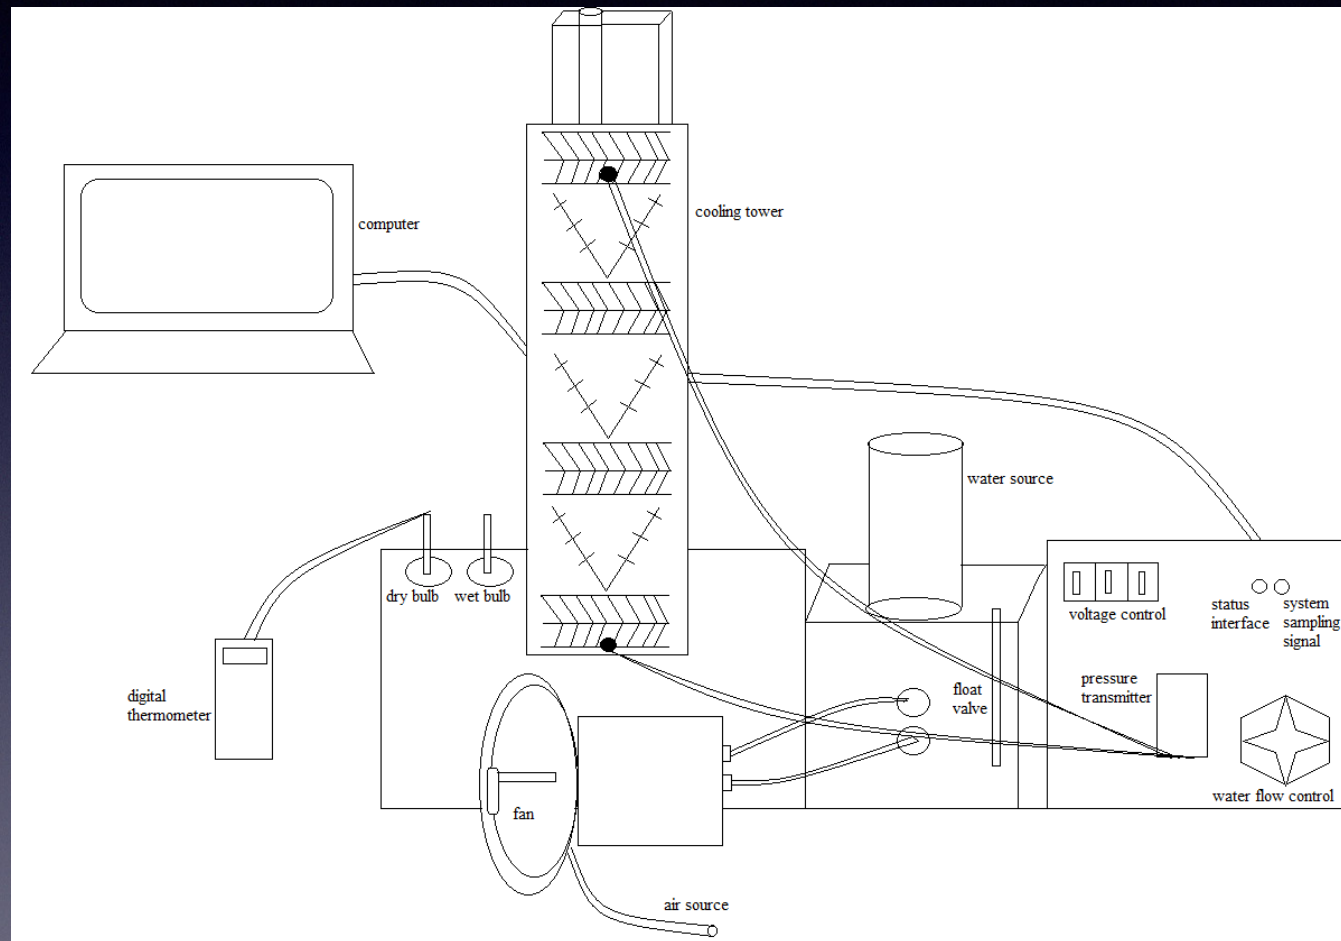 computer
cooling tower
water source
dry bulb
wet bulb
voltage control
status
interface
system
sampling
signal
digital
thermometer
float
valve
pressure
transmitter
fan
water flow control
air source